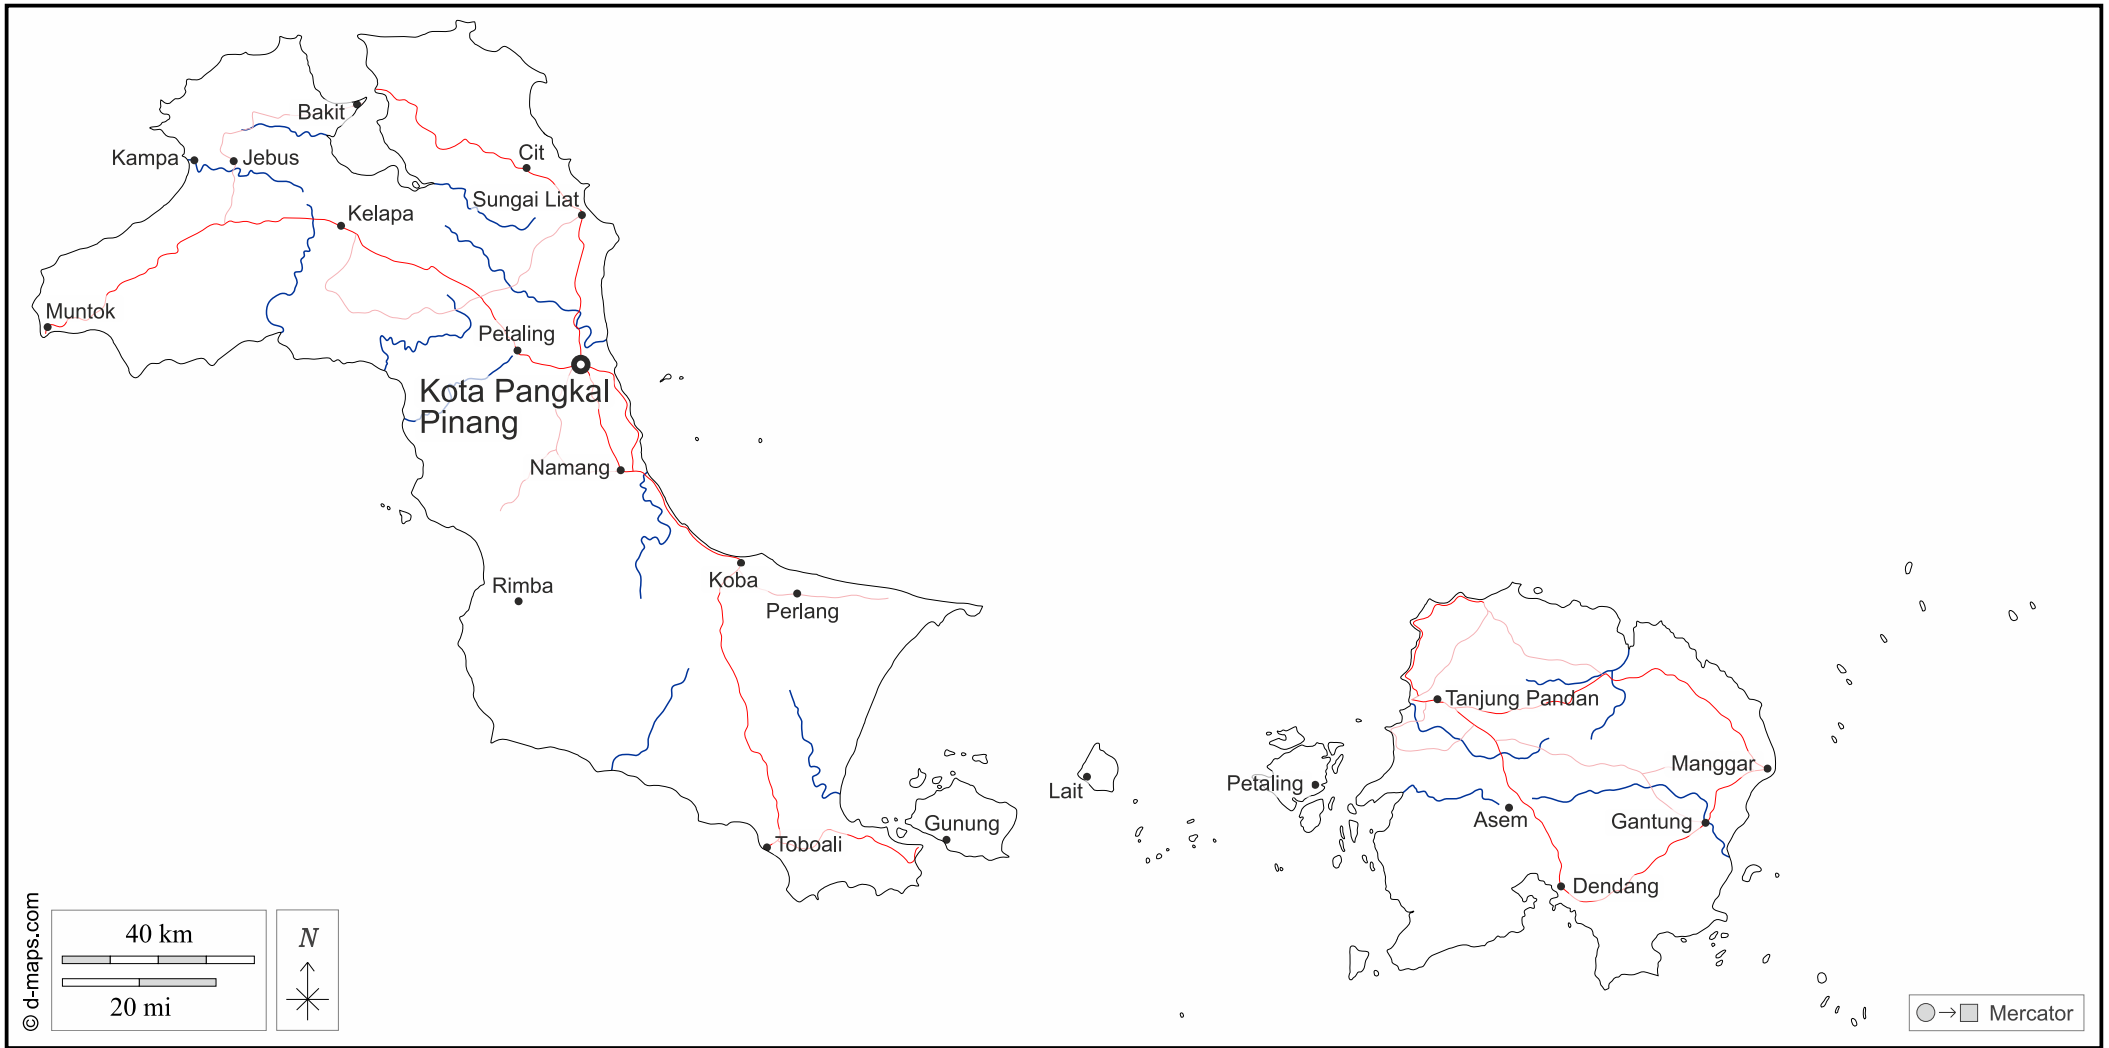 Bakit
Kampa
Jebus
Cit
Sungai Liat
Kelapa
Muntok
Petaling
Kota Pangkal
Pinang
Namang
Rimba
Koba
Perlang
Toboali
Gunung
Lait
Petaling
Tanjung Pandan
Manggar
Asem
Gantung
Dendang
© d-maps.com
40 km
20 mi
N
Mercator